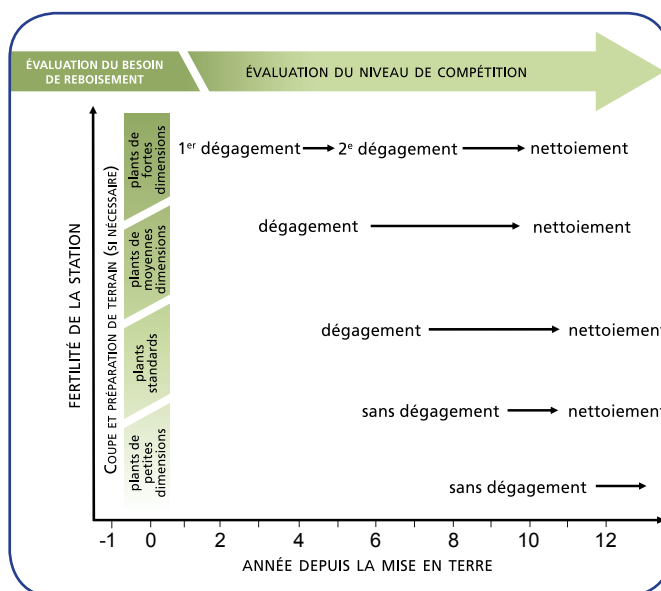 ÉVALUATION DU BESOIN
DE REBOISEMENT
ÉVALUATION DU NIVEAU DE COMPÉTITION
FERTILITÉ DE LA STATION
COUPE ET PRÉPARATION DE TERRAIN (SI NÉCESSAIRE)
plants de
fortes
dimensions
1er dégagement 2e dégagement nettoiement
plants de
moyennes
dimensions
dégagement nettoiement
plants
standards
dégagement nettoiement
sans dégagement nettoiement
plants de
petites
dimensions
sans dégagement
-1 0 2 4 6 8 10 12
ANNÉE DEPUIS LA MISE EN TERRE